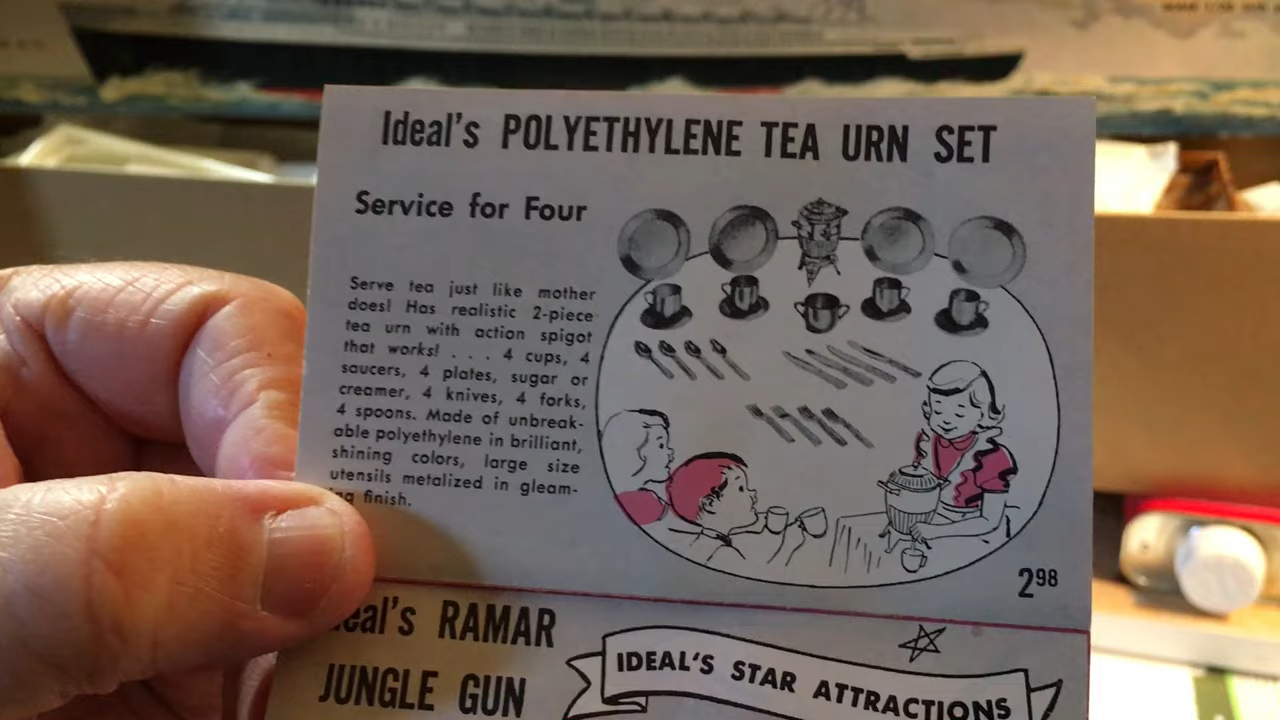 Ideal's POLYETHYLENE TEA URN SET
Service for Four
Serve tea just like mother
does! Has realistic 2-piece
tea urn with action spigot
that works! . . . 4 cups, 4
saucers, 4 plates, sugar or
creamer, 4 knives, 4 forks,
4 spoons. Made of unbreak-
able polyethylene in brilliant,
shining colors, large size
utensils metalized in gleam-
finish.
2 98
eal's RAMAR
JUNGLE GUN
IDEAL'S STAR ATTRACTIONS